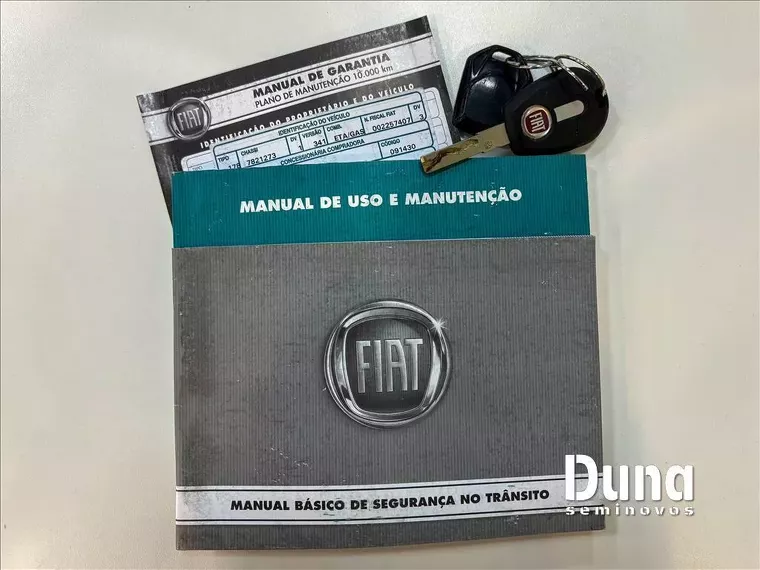 MANUAL DE GARANTIA
PLANO DE MANUTENÇÃO 10.000 km
FIAT
IDENTIFICAÇÃO DO PROPRIETÁRIO E DO VEÍCULO
IDENTIFICAÇÃO DO VEÍCULO
TIPO CHASSI DV VERSÃO COMB. N. FISCAL FIAT DV
178 7821273 1 341 ETA/GAS 002257407 3
CONCESSIONÁRIA COMPRADORA CÓDIGO
091430
FIAT
MANUAL DE USO E MANUTENÇÃO
FIAT
MANUAL BÁSICO DE SEGURANÇA NO TRÂNSITO
Duna
seminovos